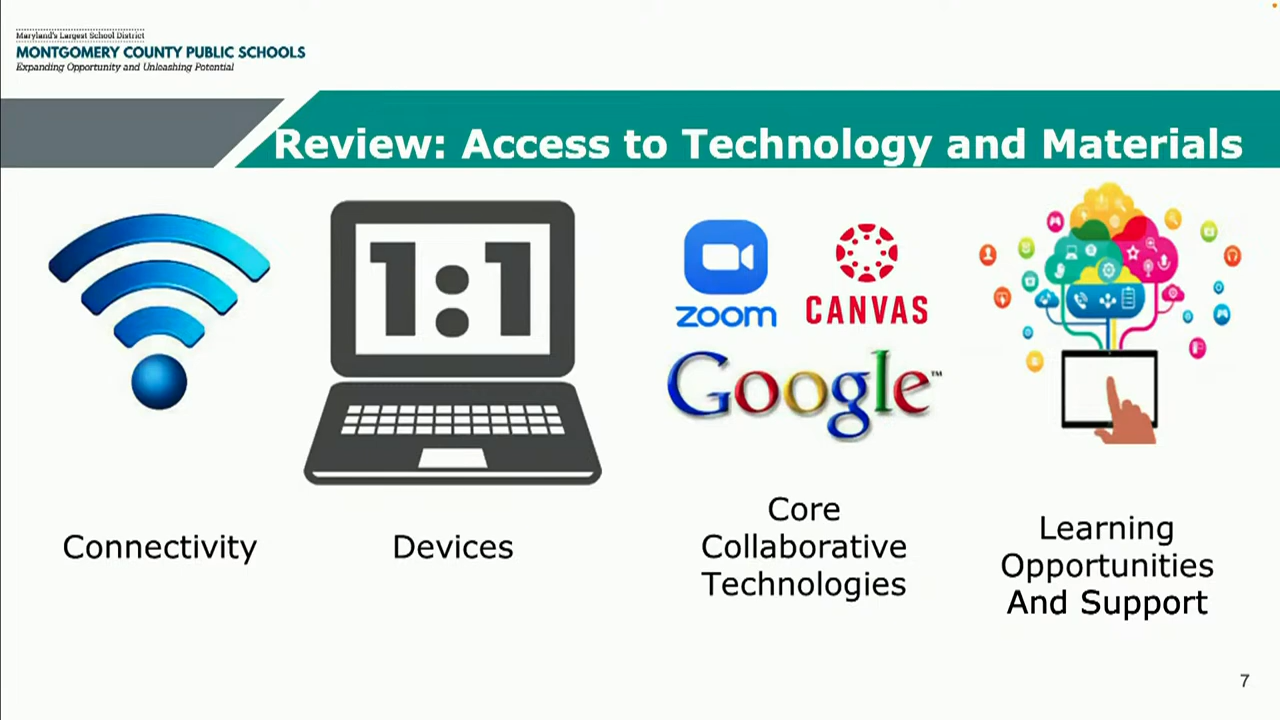 Maryland's Largest School District
MONTGOMERY COUNTY PUBLIC SCHOOLS
Expanding Opportunity and Unleashing Potential
Review: Access to Technology and Materials
1:1
zoom
CANVAS
Google™
Connectivity
Devices
Core
Collaborative
Technologies
Learning
Opportunities
And Support
7